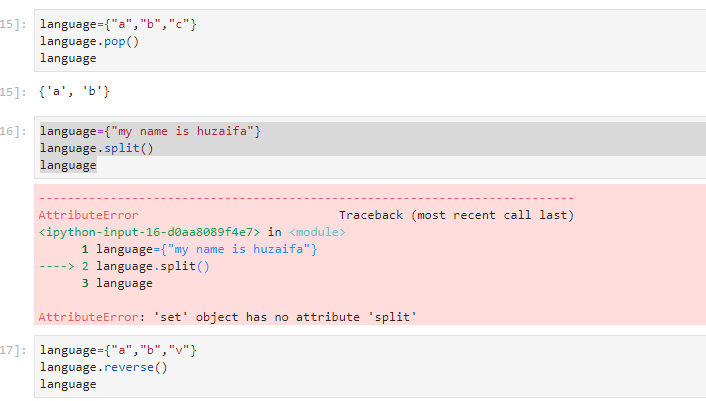 15]: language={"a","b","c"}
language.pop()
language
15]: {'a', 'b'}
16]: language={"my name is huzaifa"}
language.split()
language
---------------------------------------------------------------------------
AttributeError                            Traceback (most recent call last)
<ipython-input-16-d0aa8089f4e7> in <module>
      1 language={"my name is huzaifa"}
----> 2 language.split()
      3 language
AttributeError: 'set' object has no attribute 'split'
17]: language={"a","b","v"}
language.reverse()
language